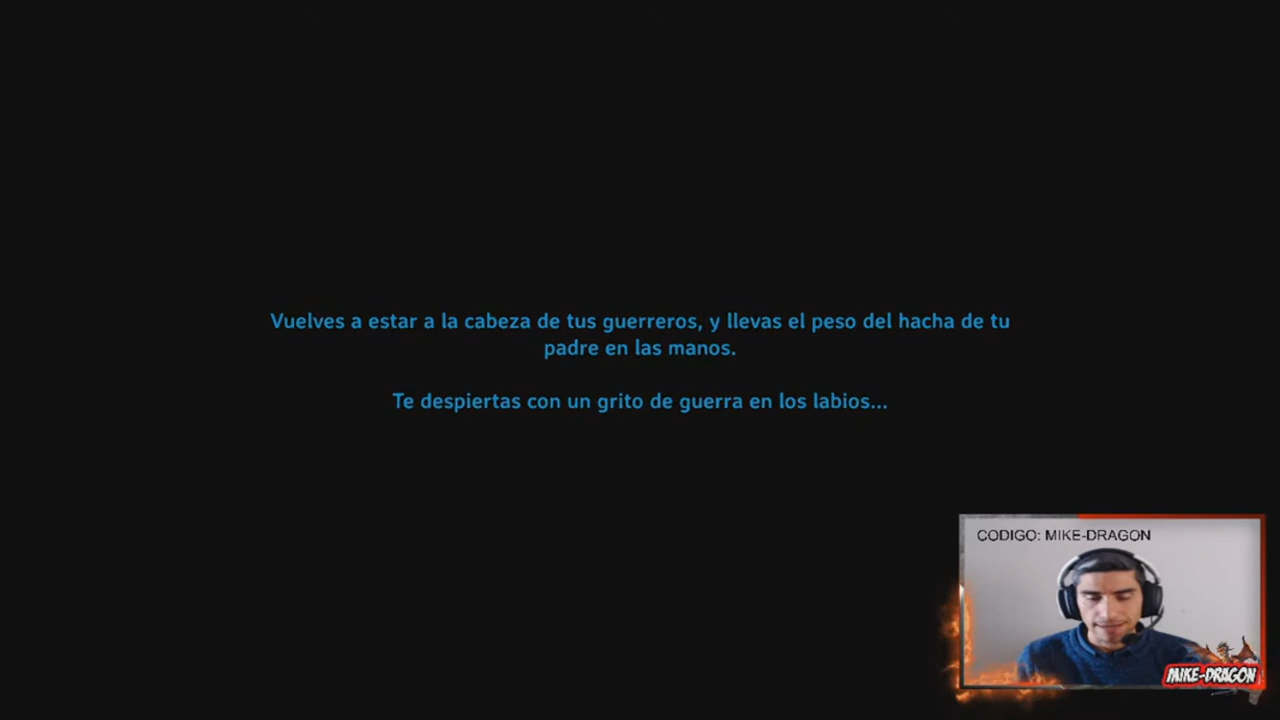 Vuelves a estar a la cabeza de tus guerreros, y llevas el peso del hacha de tu
padre en las manos.
Te despiertas con un grito de guerra en los labios...
CODIGO: MIKE-DRAGON
MIKE-DRAGON